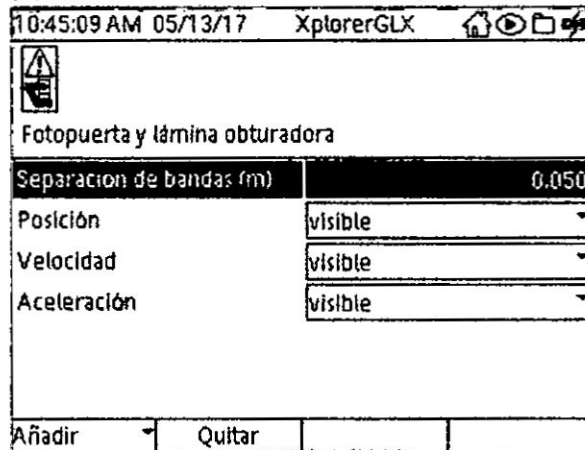 10:45:09 AM 05/13/17 XplorerGLX
Fotopuerta y lámina obturadora
Separacion de bandas (m) 0.050
Posición visible
Velocidad visible
Aceleración visible
Añadir Quitar